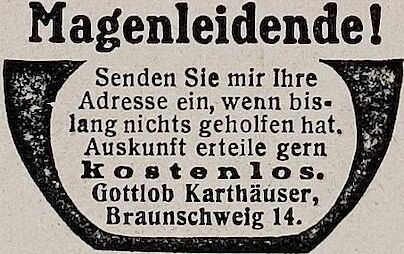 Magenleidende!
Senden Sie mir Ihre
Adresse ein, wenn bis-
lang nichts geholfen hat.
Auskunft erteile gern
kostenlos.
Gottlob Karthäuser,
Braunschweig 14.